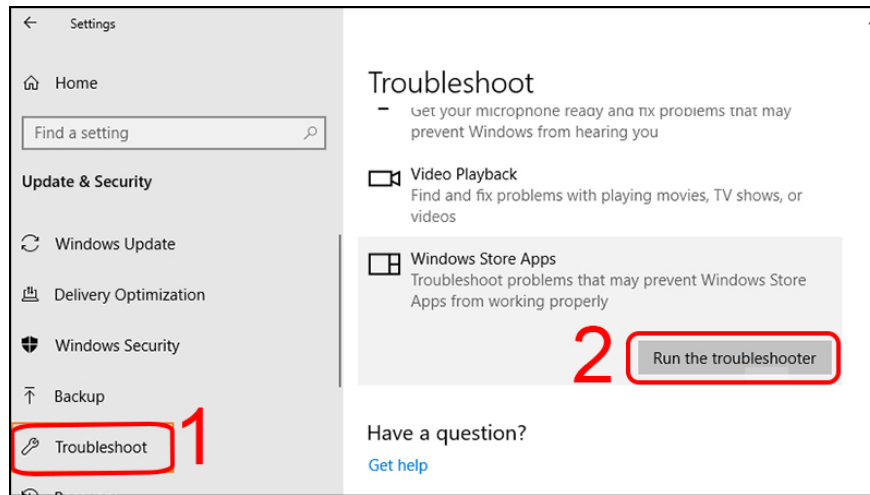 Settings
Home
Find a setting
Update & Security
Windows Update
Delivery Optimization
Windows Security
Backup
Troubleshoot
1
Troubleshoot
Get your microphone ready and fix problems that may
prevent Windows from hearing you
Video Playback
Find and fix problems with playing movies, TV shows, or
videos
Windows Store Apps
Troubleshoot problems that may prevent Windows Store
Apps from working properly
2
Run the troubleshooter
Have a question?
Get help